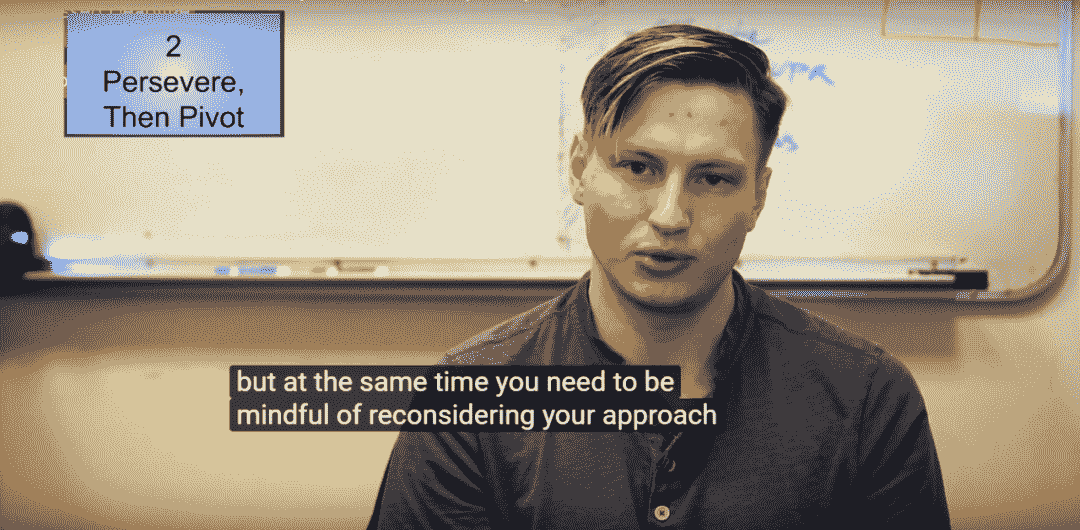 2
Persevere,
Then Pivot
but at the same time you need to be
mindful of reconsidering your approach